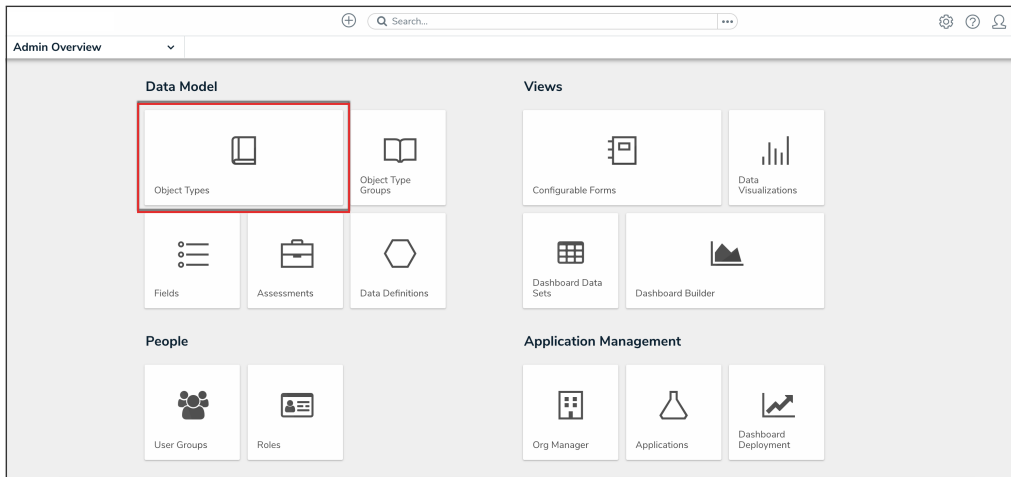 Search...
Admin Overview
Data Model
Object Types
Object Type
Groups
Fields
Assessments
Data Definitions
Views
Configurable Forms
Data
Visualizations
Dashboard Data
Sets
Dashboard Builder
People
User Groups
Roles
Application Management
Org Manager
Applications
Dashboard
Deployment